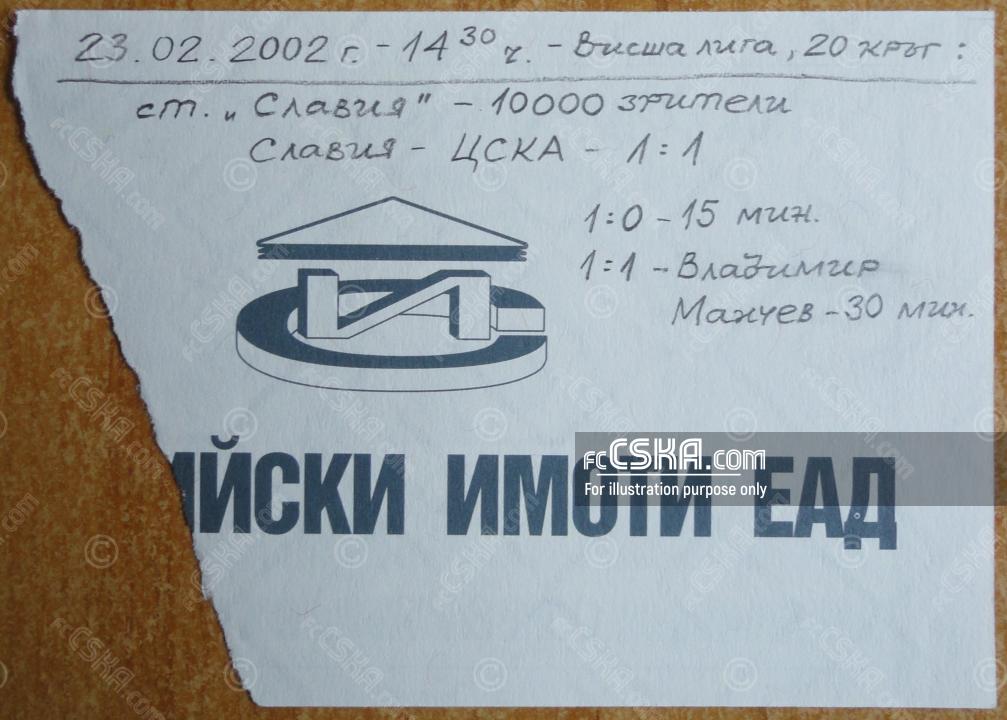 23.02.2002 г. - 14³⁰ ч. - Висша лига, 20 кръг :
ст. „Славия" - 10000 зрители
Славия - ЦСКА - 1:1
1:0 - 15 мин.
1:1 - Владимир
Манчев - 30 мин.
ИЙСКИ ИМОТИ ЕАД
fcCSKA.com
For illustration purpose only